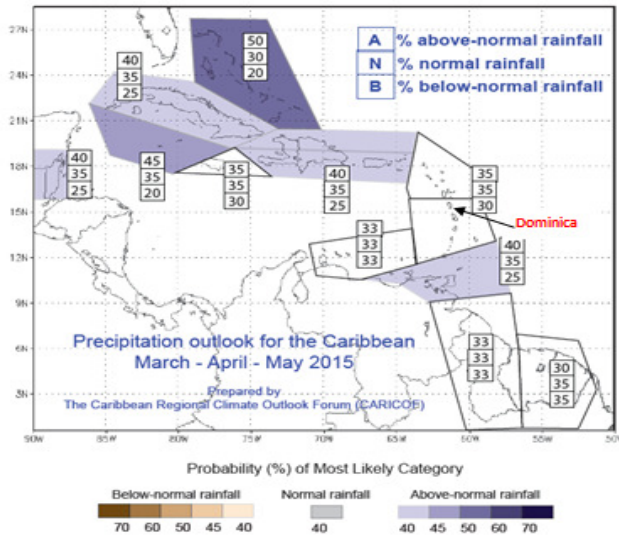 27N
24N
21N
18N
15N
12N
9N
6N
3N
50
30
20
A % above-normal rainfall
N % normal rainfall
B % below-normal rainfall
40
35
25
40
35
25
45
35
20
35
35
30
40
35
25
35
35
30
Dominica
33
33
33
40
35
25
33
33
33
30
35
35
Precipitation outlook for the Caribbean
March - April - May 2015
Prepared by
The Caribbean Regional Climate Outlook Forum (CARICOF)
90W 85W 80W 75W 70W 65W 60W 55W 50W
Probability (%) of Most Likely Category
Below-normal rainfall Normal rainfall Above-normal rainfall
70 60 50 45 40 40 40 45 50 60 70